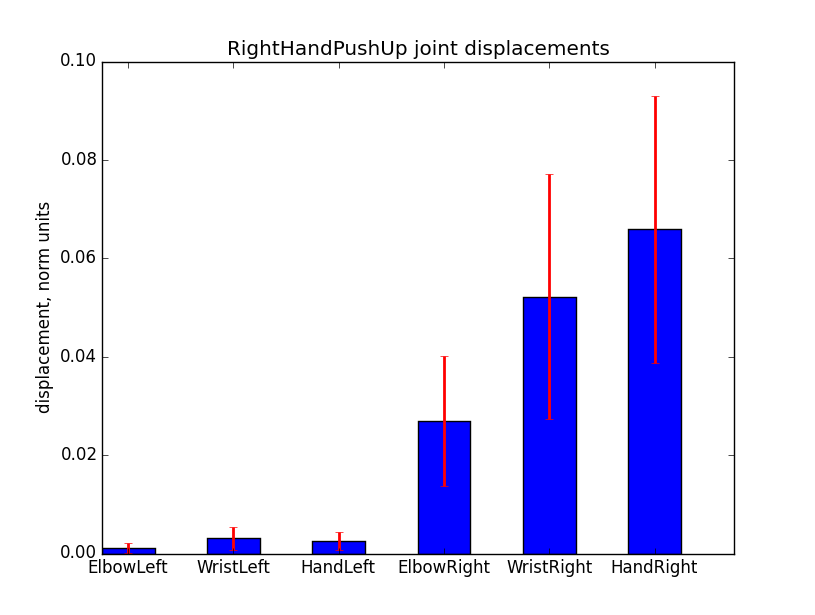 RightHandPushUp joint displacements
0.10
0.08
0.06
0.04
0.02
0.00
displacement, norm units
ElbowLeft WristLeft HandLeft ElbowRight WristRight HandRight